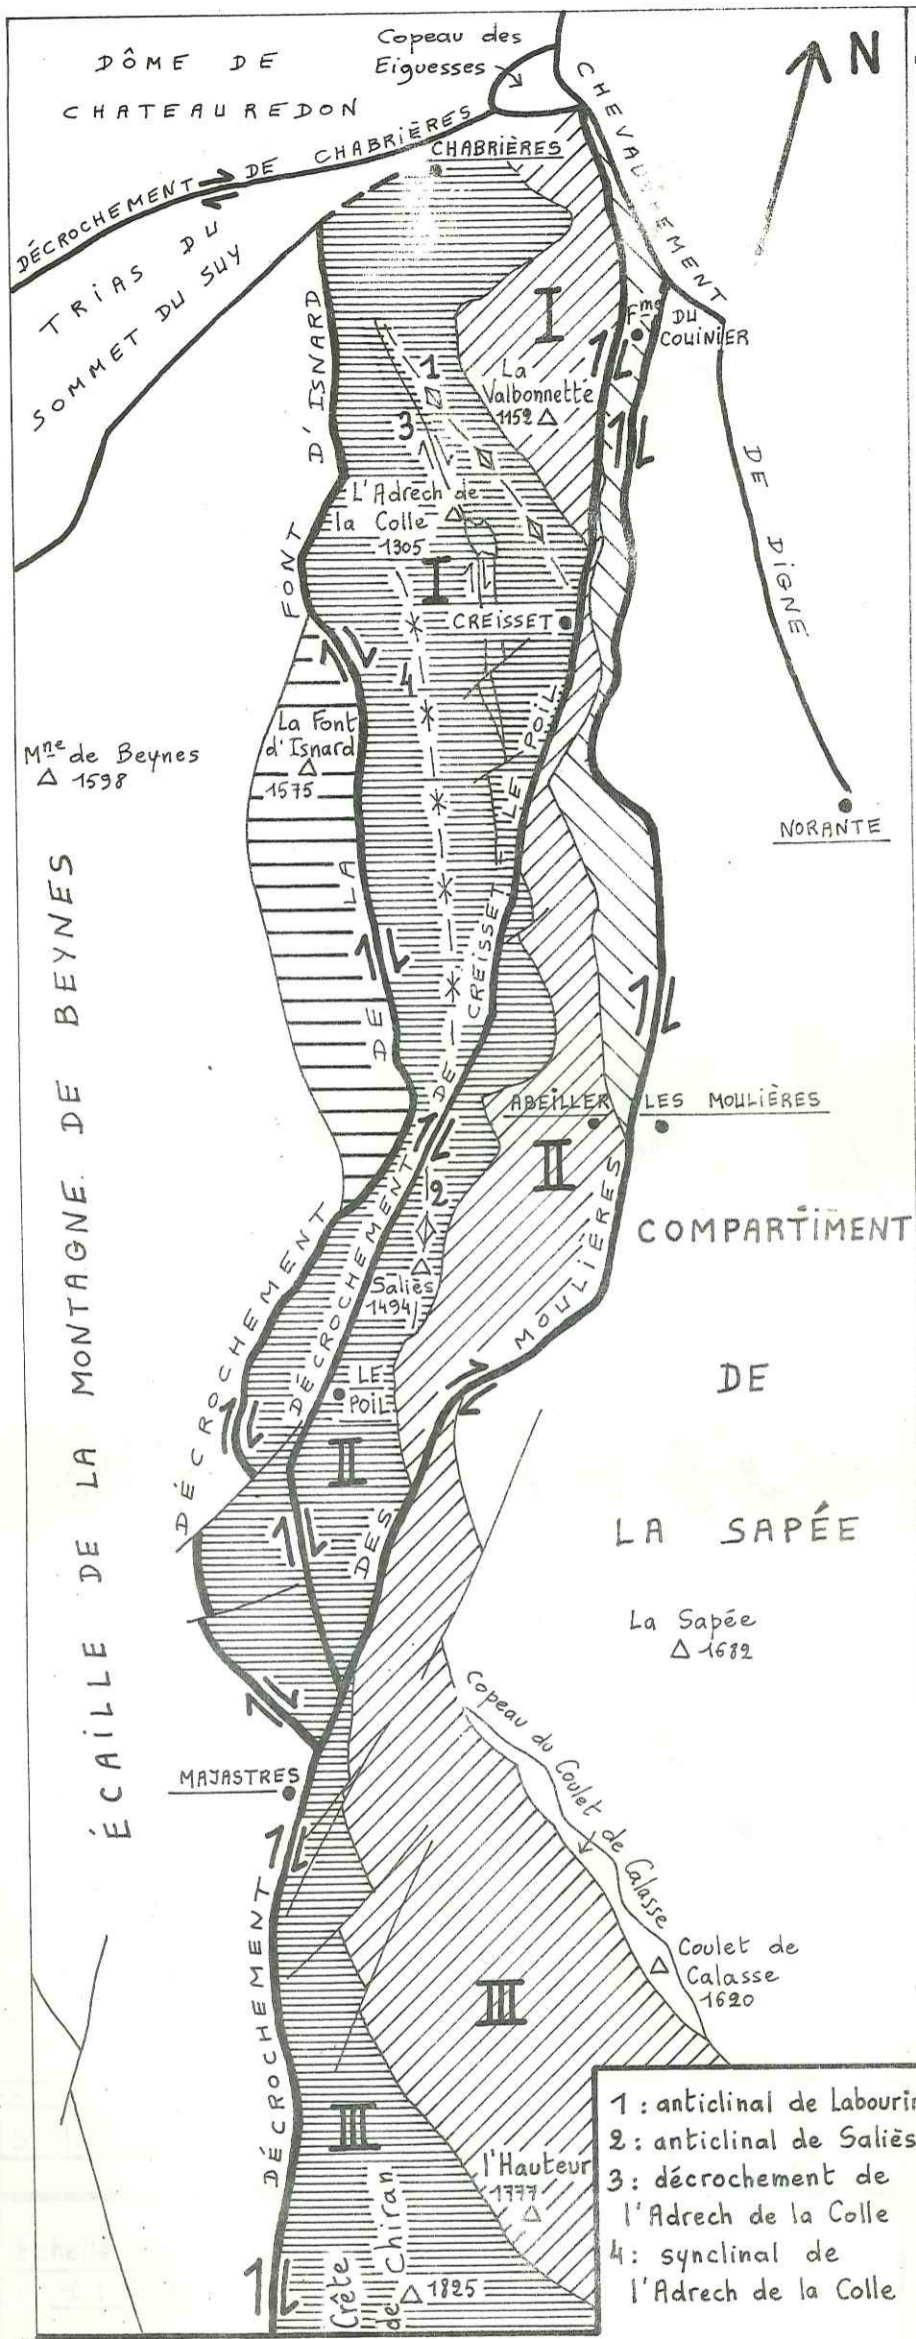 Copeau des
Eiguesses
N
DÔME DE
CHATEAUREDON
DÉCROCHEMENT DE CHABRIÈRES
CHABRIÈRES
CHEVAUCHEMENT
DE DIGNE
TRIAS DU
SOMMET DU SUY
I
Fme DU
COUINIER
La
Valbonnette
1152
1
3
L'Adrech de
la Colle
1305
I
CREISSET
4
La Font
d'Isnard
1575
Mne de Beynes
1598
NORANTE
DÉCROCHEMENT DE LA FONT D'ISNARD
DÉCROCHEMENT DE CREISSET-LE POIL
ABEILLER
LES MOULIÈRES
II
2
Saliès
1494
LE
POIL
II
COMPARTIMENT
DE
LA SAPÉE
La Sapée
1682
ÉCAILLE DE LA MONTAGNE DE BEYNES
DÉCROCHEMENT DES MOULIÈRES
Copeau du Coulet de Calasse
MAJASTRES
Coulet de
Calasse
1620
III
III
l'Hauteur
1777
Crête
de Chiran
1825
1 : anticlinal de Labourin
2 : anticlinal de Saliès
3 : décrochement de
l'Adrech de la Colle
4 : synclinal de
l'Adrech de la Colle